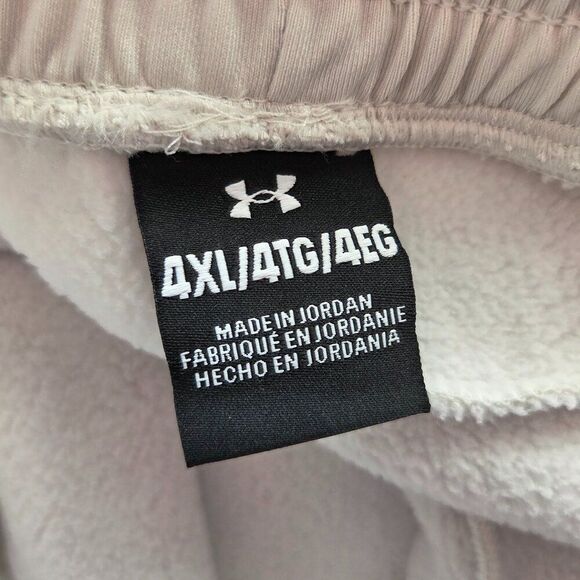 4XL/4TG/4EG
MADE IN JORDAN
FABRIQUÉ EN JORDANIE
HECHO EN JORDANIA